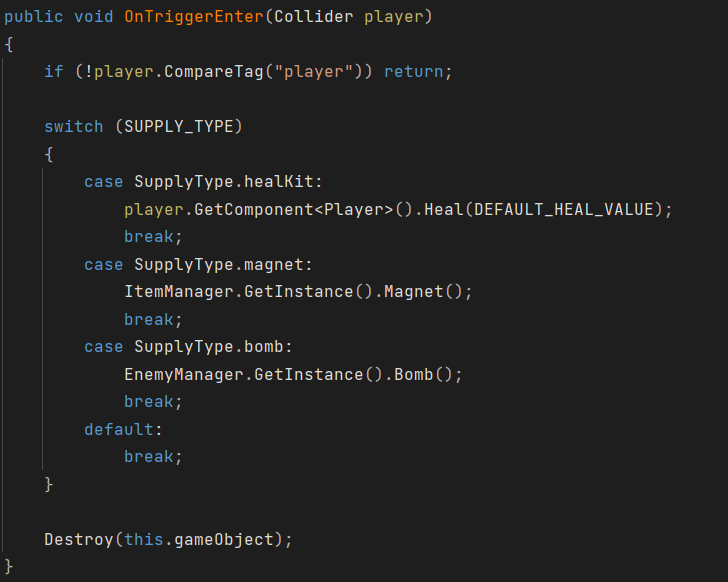 public void OnTriggerEnter(Collider player)
{
    if (!player.CompareTag("player")) return;

    switch (SUPPLY_TYPE)
    {
        case SupplyType.healKit:
            player.GetComponent<Player>().Heal(DEFAULT_HEAL_VALUE);
            break;
        case SupplyType.magnet:
            ItemManager.GetInstance().Magnet();
            break;
        case SupplyType.bomb:
            EnemyManager.GetInstance().Bomb();
            break;
        default:
            break;
    }

    Destroy(this.gameObject);
}